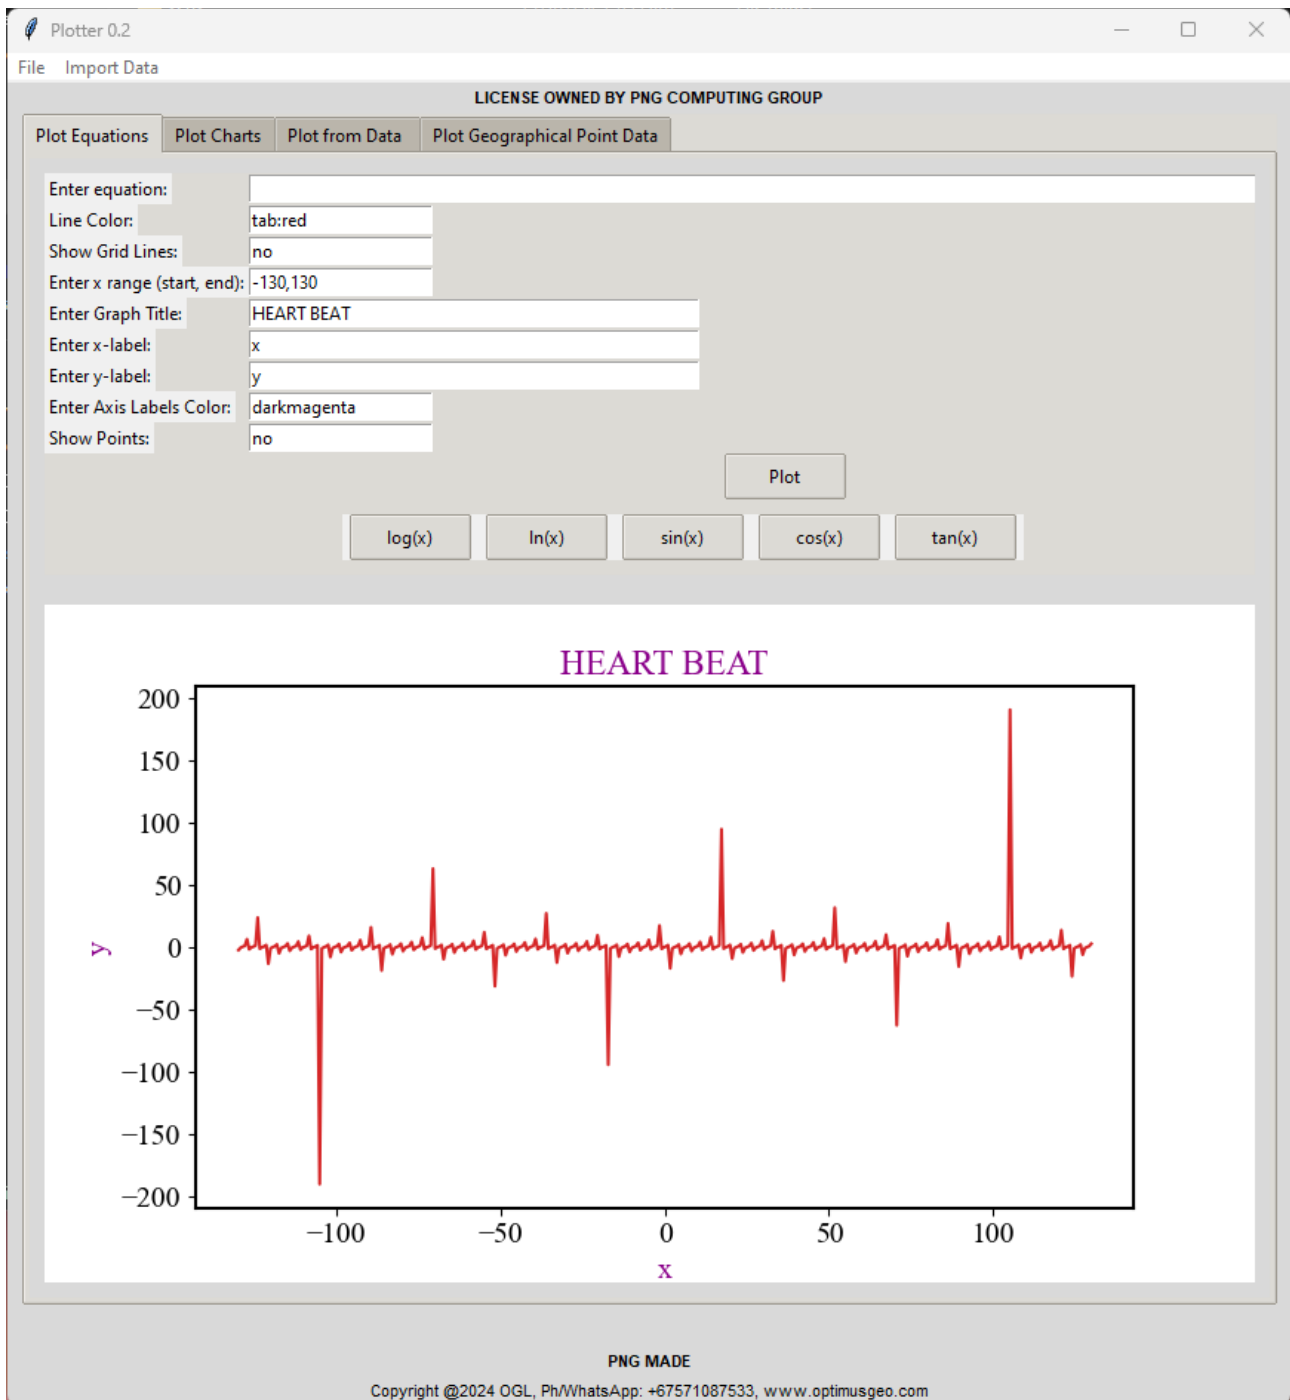 Plotter 0.2
File Import Data
LICENSE OWNED BY PNG COMPUTING GROUP
Plot Equations Plot Charts Plot from Data Plot Geographical Point Data
Enter equation:
Line Color: tab:red
Show Grid Lines: no
Enter x range (start, end): -130,130
Enter Graph Title: HEART BEAT
Enter x-label: x
Enter y-label: y
Enter Axis Labels Color: darkmagenta
Show Points: no
Plot
log(x) ln(x) sin(x) cos(x) tan(x)
HEART BEAT
200
150
100
50
0
−50
−100
−150
−200
y
−100 −50 0 50 100
x
PNG MADE
Copyright @2024 OGL, Ph/WhatsApp: +67571087533, www.optimusgeo.com